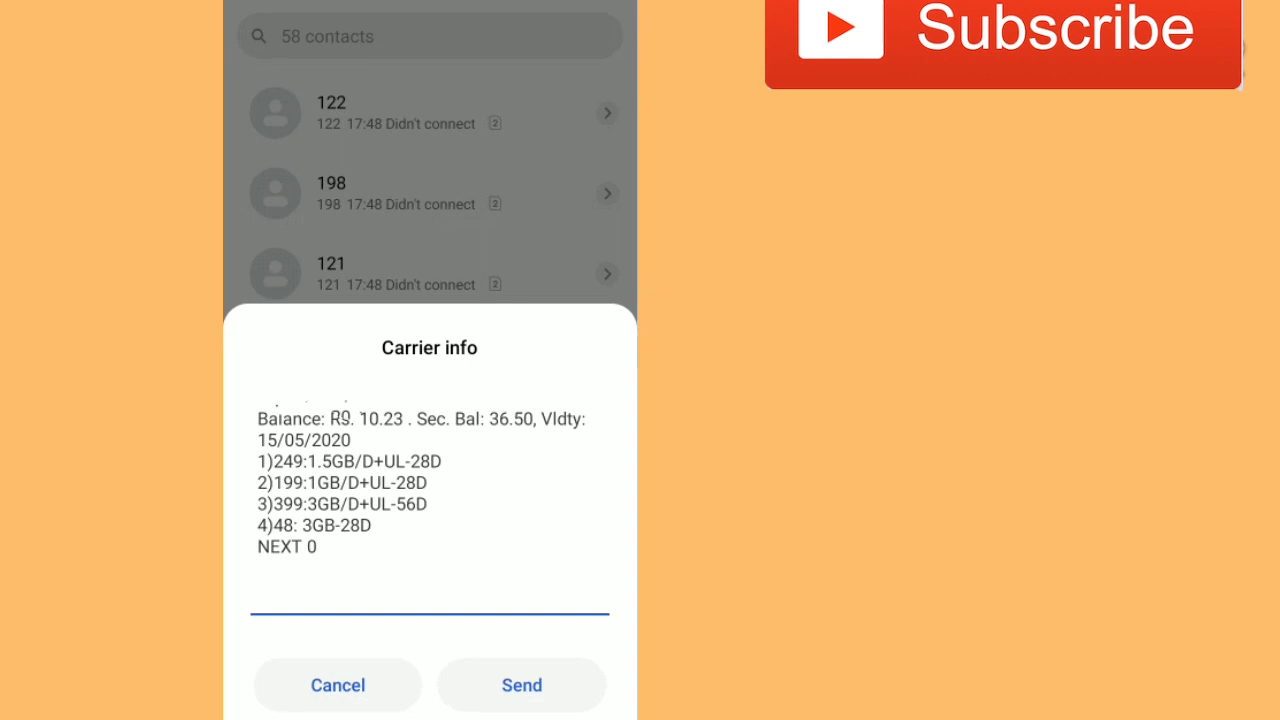 Subscribe
58 contacts
122
122 17:48 Didn't connect 2
198
198 17:48 Didn't connect 2
121
121 17:48 Didn't connect 2
Carrier info
Balance: Rs. 10.23 . Sec. Bal: 36.50, Vldty:
15/05/2020
1)249:1.5GB/D+UL-28D
2)199:1GB/D+UL-28D
3)399:3GB/D+UL-56D
4)48: 3GB-28D
NEXT 0
Cancel
Send